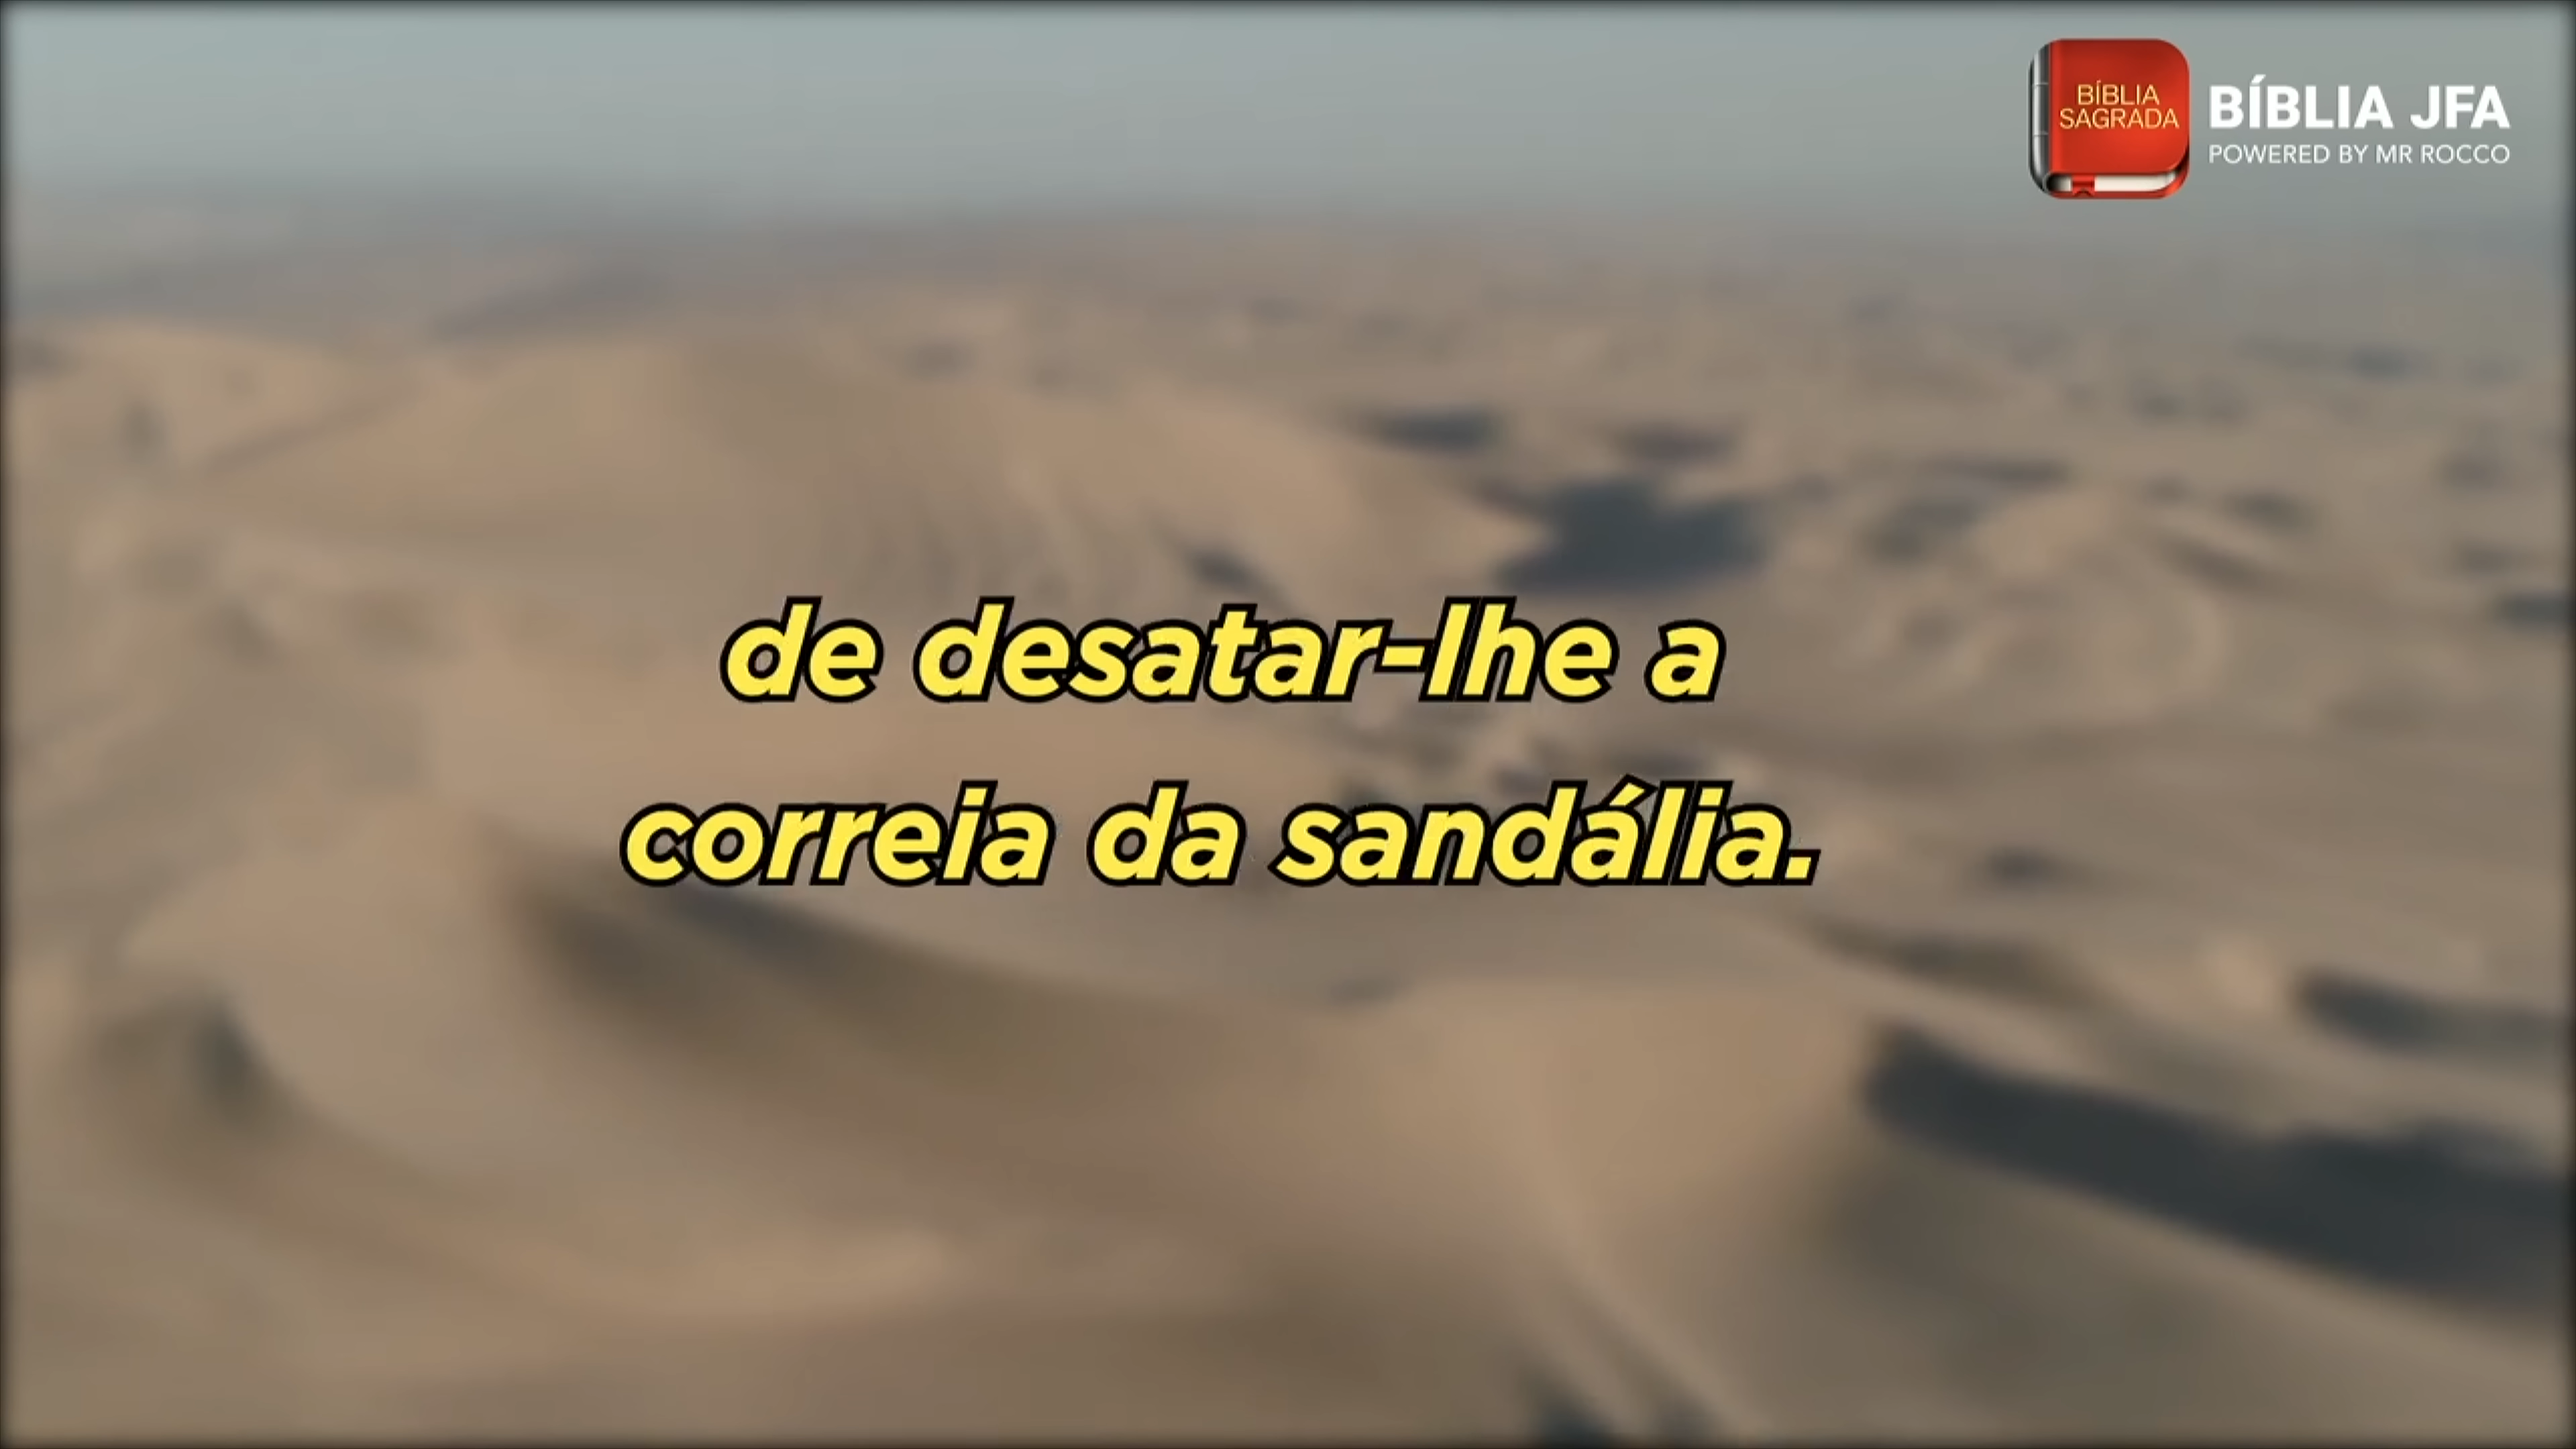 BÍBLIA
SAGRADA
BÍBLIA JFA
POWERED BY MR ROCCO
de desatar-lhe a
correia da sandália.